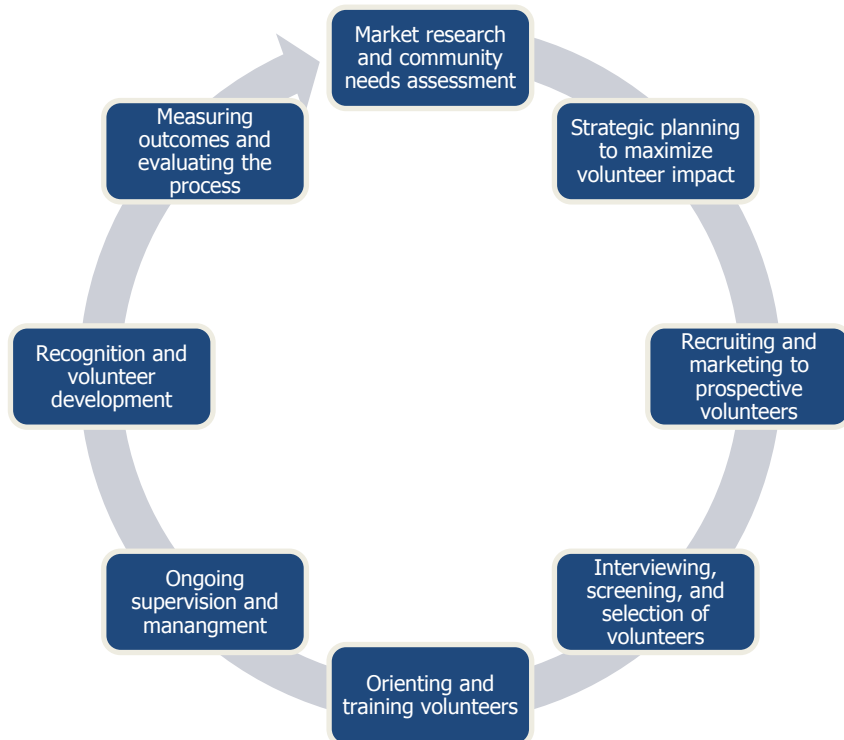 Market research
and community
needs assessment
Strategic planning
to maximize
volunteer impact
Recruiting and
marketing to
prospective
volunteers
Interviewing,
screening, and
selection of
volunteers
Orienting and
training volunteers
Ongoing
supervision and
manangment
Recognition and
volunteer
development
Measuring
outcomes and
evaluating the
process